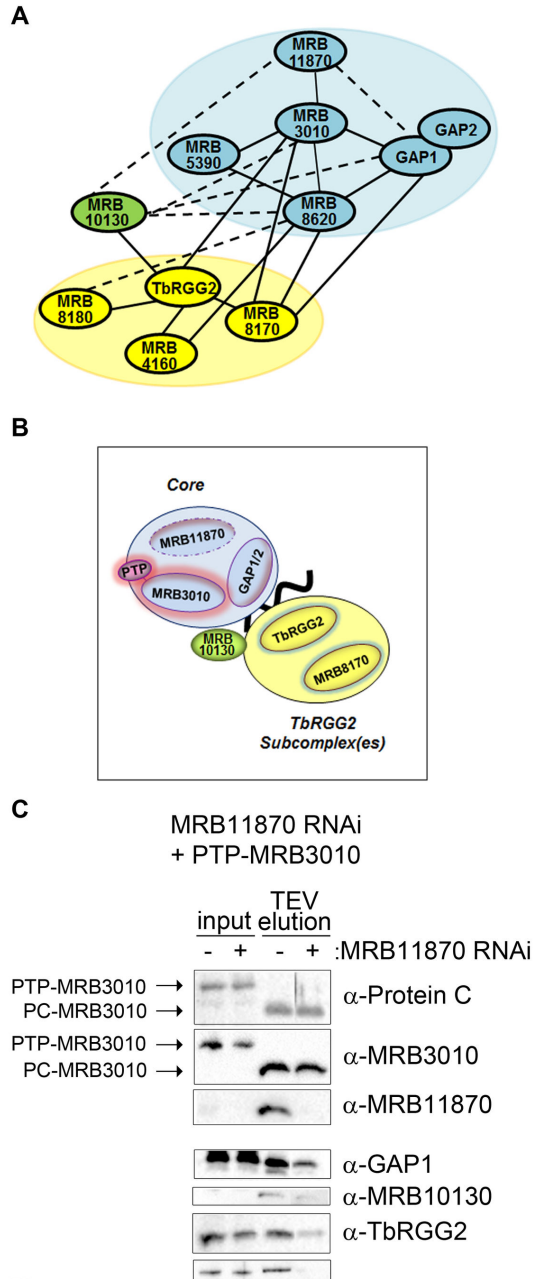 A
MRB
11870
MRB
3010
GAP2
MRB
5390
GAP1
MRB
10130
MRB
8620
TbRGG2
MRB
8180
MRB
8170
MRB
4160
B
Core
MRB11870
PTP
GAP1/2
MRB3010
MRB
10130
TbRGG2
MRB8170
TbRGG2
Subcomplex(es)
C
MRB11870 RNAi
+ PTP-MRB3010
TEV
input elution
- + - + :MRB11870 RNAi
PTP-MRB3010 → α-Protein C
PC-MRB3010 →
PTP-MRB3010 → α-MRB3010
PC-MRB3010 →
α-MRB11870
α-GAP1
α-MRB10130
α-TbRGG2